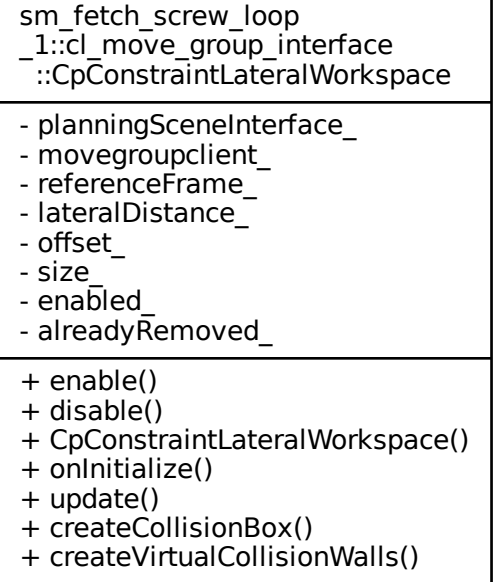 sm_fetch_screw_loop
_1::cl_move_group_interface
::CpConstraintLateralWorkspace
- planningSceneInterface_
- movegroupclient_
- referenceFrame_
- lateralDistance_
- offset_
- size_
- enabled_
- alreadyRemoved_
+ enable()
+ disable()
+ CpConstraintLateralWorkspace()
+ onInitialize()
+ update()
+ createCollisionBox()
+ createVirtualCollisionWalls()